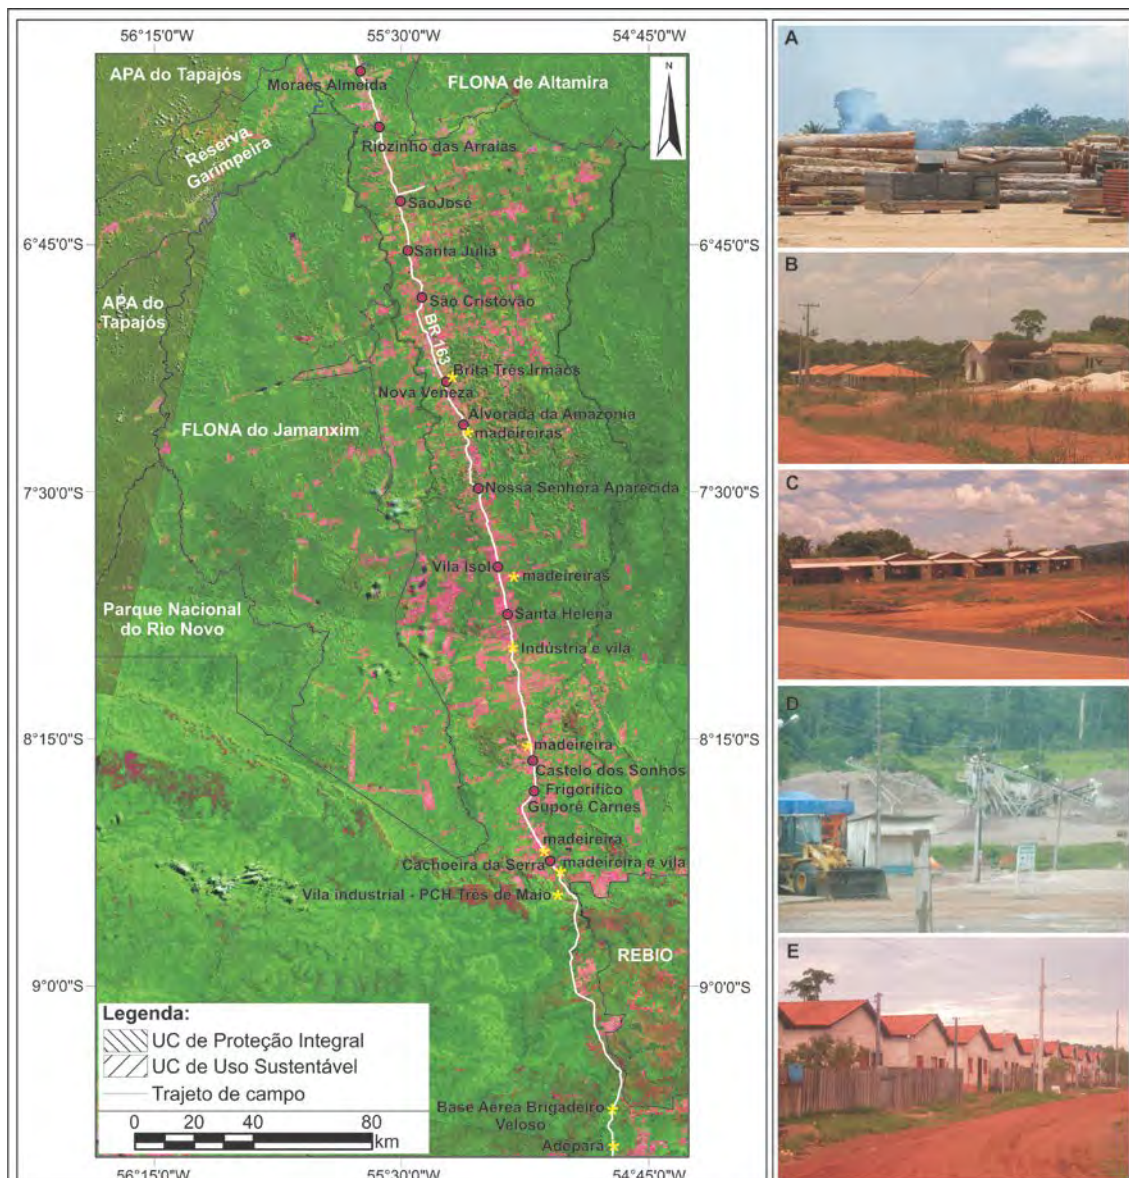 56°15'0"W
55°30'0"W
54°45'0"W
APA do Tapajós
Moraes Almeida
FLONA de Altamira
N
Reserva
Garimpeira
Riozinho das Arraias
SãoJosé
6°45'0"S
6°45'0"S
Santa Júlia
APA do
Tapajós
São Cristóvão
BR 163
Brita Três Irmãos
Nova Veneza
Alvorada da Amazônia
madeireiras
FLONA do Jamanxim
7°30'0"S
7°30'0"S
Nossa Senhora Aparecida
Vila Isol
madeireiras
Parque Nacional
do Rio Novo
Santa Helena
Indústria e vila
8°15'0"S
8°15'0"S
madeireira
Castelo dos Sonhos
Frigorífico
Guporé Carnes
madeireira
Cachoeira da Serra
madeireira e vila
Vila industrial - PCH Três de Maio
REBIO
9°0'0"S
9°0'0"S
Legenda:
UC de Proteção Integral
UC de Uso Sustentável
Trajeto de campo
0 20 40 80
km
Base Aérea Brigadeiro
Veloso
Adepará
56°15'0"W
55°30'0"W
54°45'0"W
A
B
C
D
E